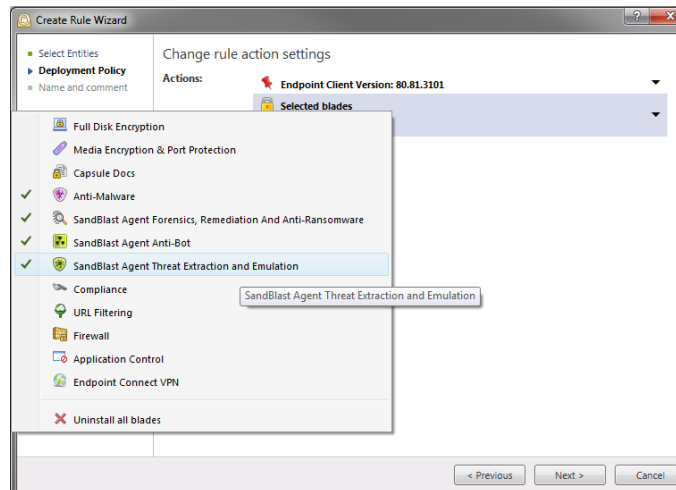 Create Rule Wizard
Select Entities
Deployment Policy
Name and comment
Change rule action settings
Actions:
Endpoint Client Version: 80.81.3101
Selected blades
Full Disk Encryption
Media Encryption & Port Protection
Capsule Docs
Anti-Malware
SandBlast Agent Forensics, Remediation And Anti-Ransomware
SandBlast Agent Anti-Bot
SandBlast Agent Threat Extraction and Emulation
Compliance
SandBlast Agent Threat Extraction and Emulation
URL Filtering
Firewall
Application Control
Endpoint Connect VPN
Uninstall all blades
< Previous
Next >
Cancel